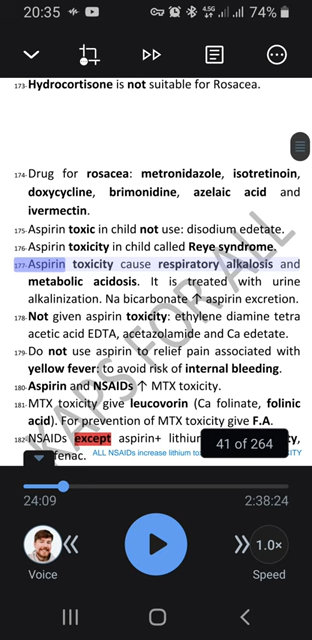 20:35 74%
173- Hydrocortisone is not suitable for Rosacea.
174- Drug for rosacea: metronidazole, isotretinoin,
doxycycline, brimonidine, azelaic acid and
ivermectin.
175- Aspirin toxic in child not use: disodium edetate.
176- Aspirin toxicity in child called Reye syndrome.
177- Aspirin toxicity cause respiratory alkalosis and
metabolic acidosis. It is treated with urine
alkalinization. Na bicarbonate ↑ aspirin excretion.
178- Not given aspirin toxicity: ethylene diamine tetra
acetic acid EDTA, acetazolamide and Ca edetate.
179- Do not use aspirin to relief pain associated with
yellow fever: to avoid risk of internal bleeding.
180- Aspirin and NSAIDs ↑ MTX toxicity.
181- MTX toxicity give leucovorin (Ca folinate, folinic
acid). For prevention of MTX toxicity give F.A.
182- NSAIDs except aspirin+ lithium
41 of 264
fenac. ALL NSAIDs increase lithium
KAPS FOR ALL
24:09 2:38:24
1.0×
Voice Speed